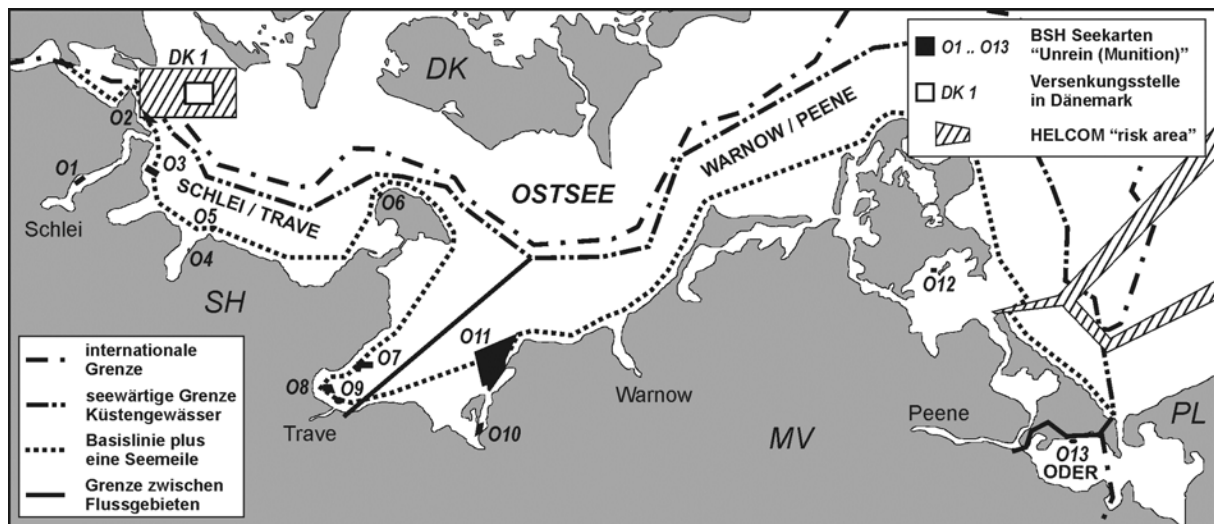 DK 1
DK
O1 .. O13
BSH Seekarten
“Unrein (Munition)”
DK 1
Versenkungsstelle
in Dänemark
HELCOM “risk area”
O2
O1
O3
SCHLEI / TRAVE
O5
O6
OSTSEE
WARNOW / PEENE
Schlei
O4
SH
O12
internationale
Grenze
seewärtige Grenze
Küstengewässer
Basislinie plus
eine Seemeile
Grenze zwischen
Flussgebieten
O11
O7
O8
O9
Trave
O10
Warnow
MV
Peene
PL
O13
ODER